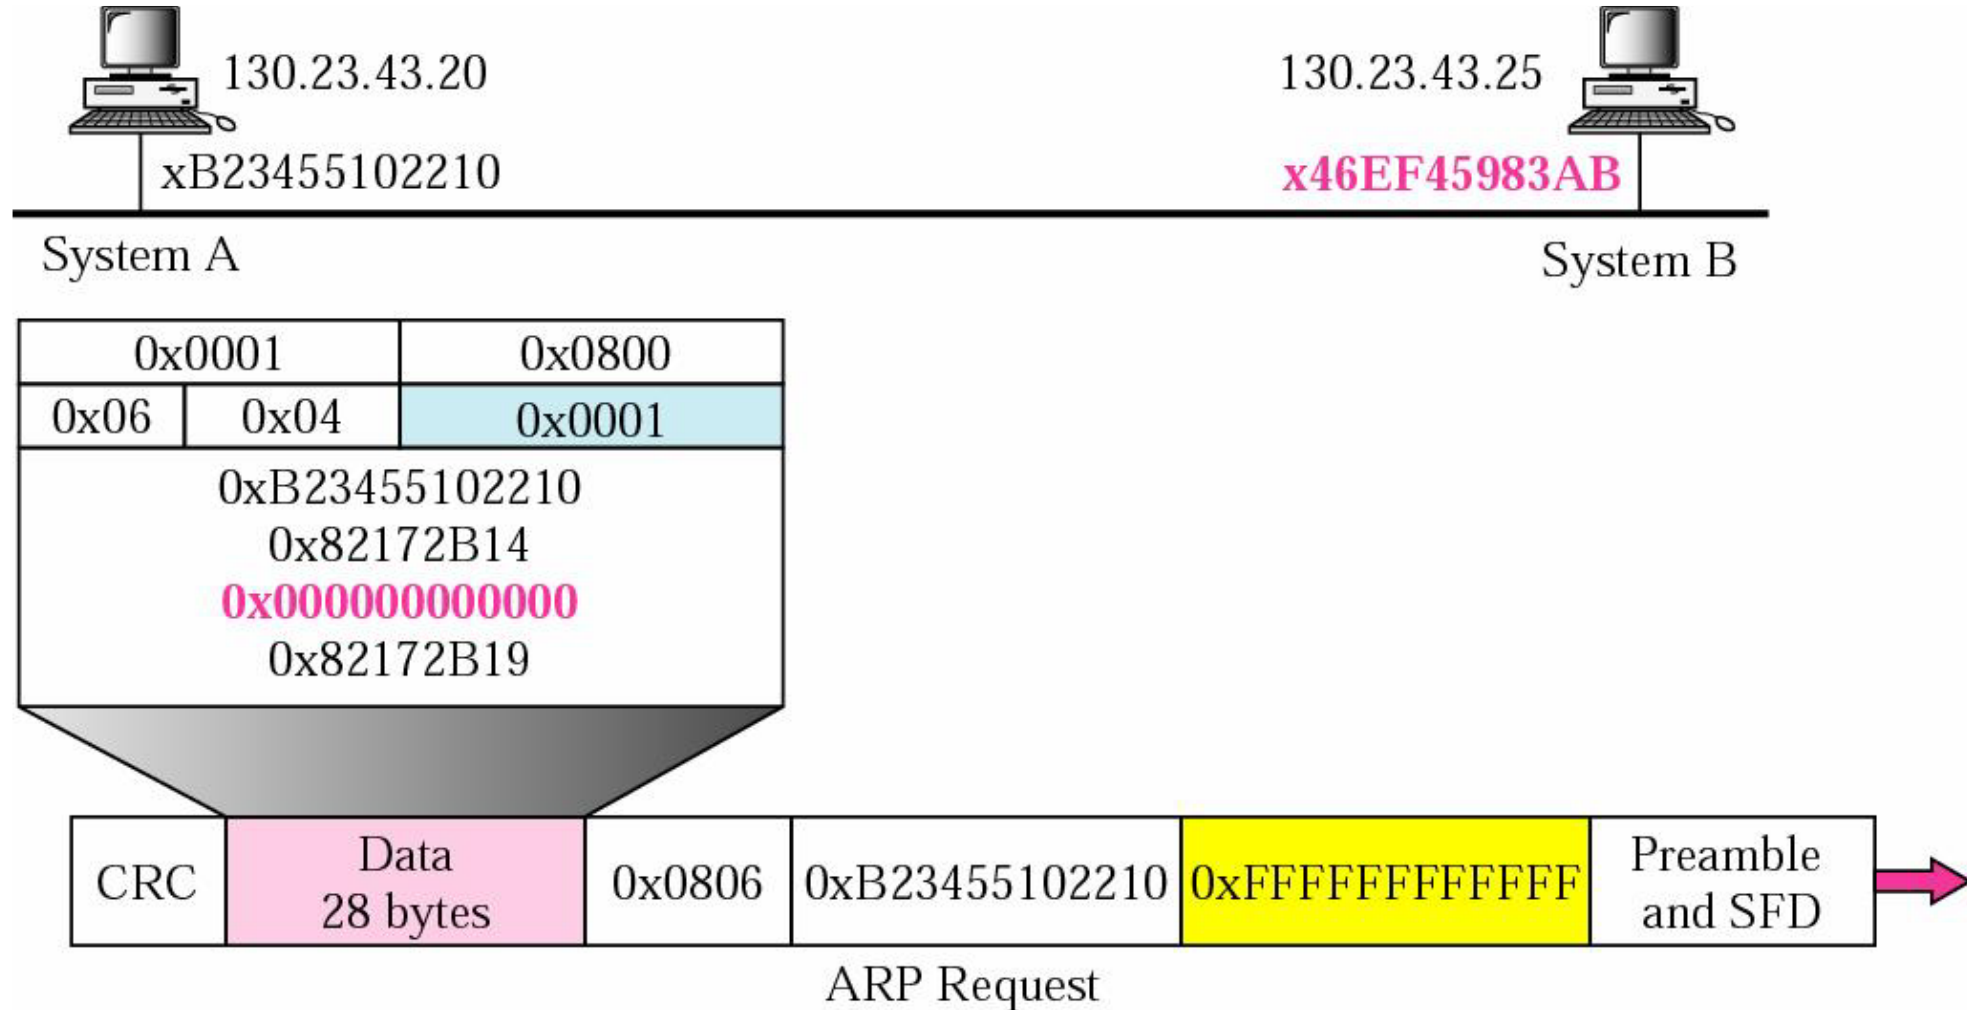 130.23.43.20
130.23.43.25
xB23455102210
x46EF45983AB
System A
System B
0x0001
0x0800
0x06
0x04
0x0001
0xB23455102210
0x82172B14
0x000000000000
0x82172B19
CRC
Data
28 bytes
0x0806
0xB23455102210
0xFFFFFFFFFFFF
Preamble
and SFD
ARP Request